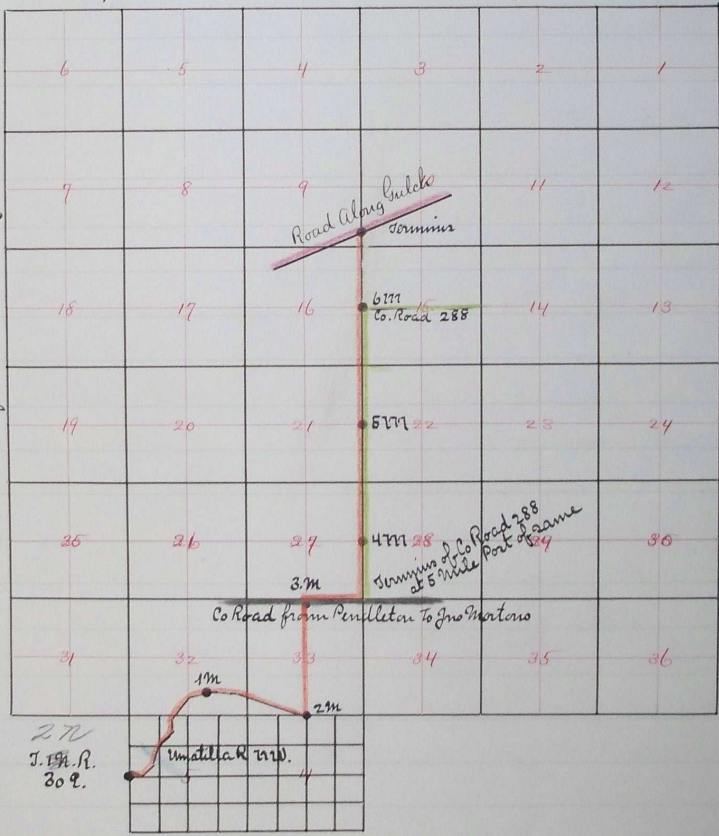 6 5 4 3 2 1
7 8 9 11 12
Road Along Gulch
Terminus
18 17 16 15 14 13
6M
Co. Road 288
19 20 21 22 23 24
5M
25 26 27 28 29 30
4M
Terminus of Co Road 288
at 5 Mile Post of Same
3.M
Co Road from Pendleton To Jno Mortons
31 32 33 34 35 36
1M
2M
2N
Umatilla R
T. R.
30 9.
5 4